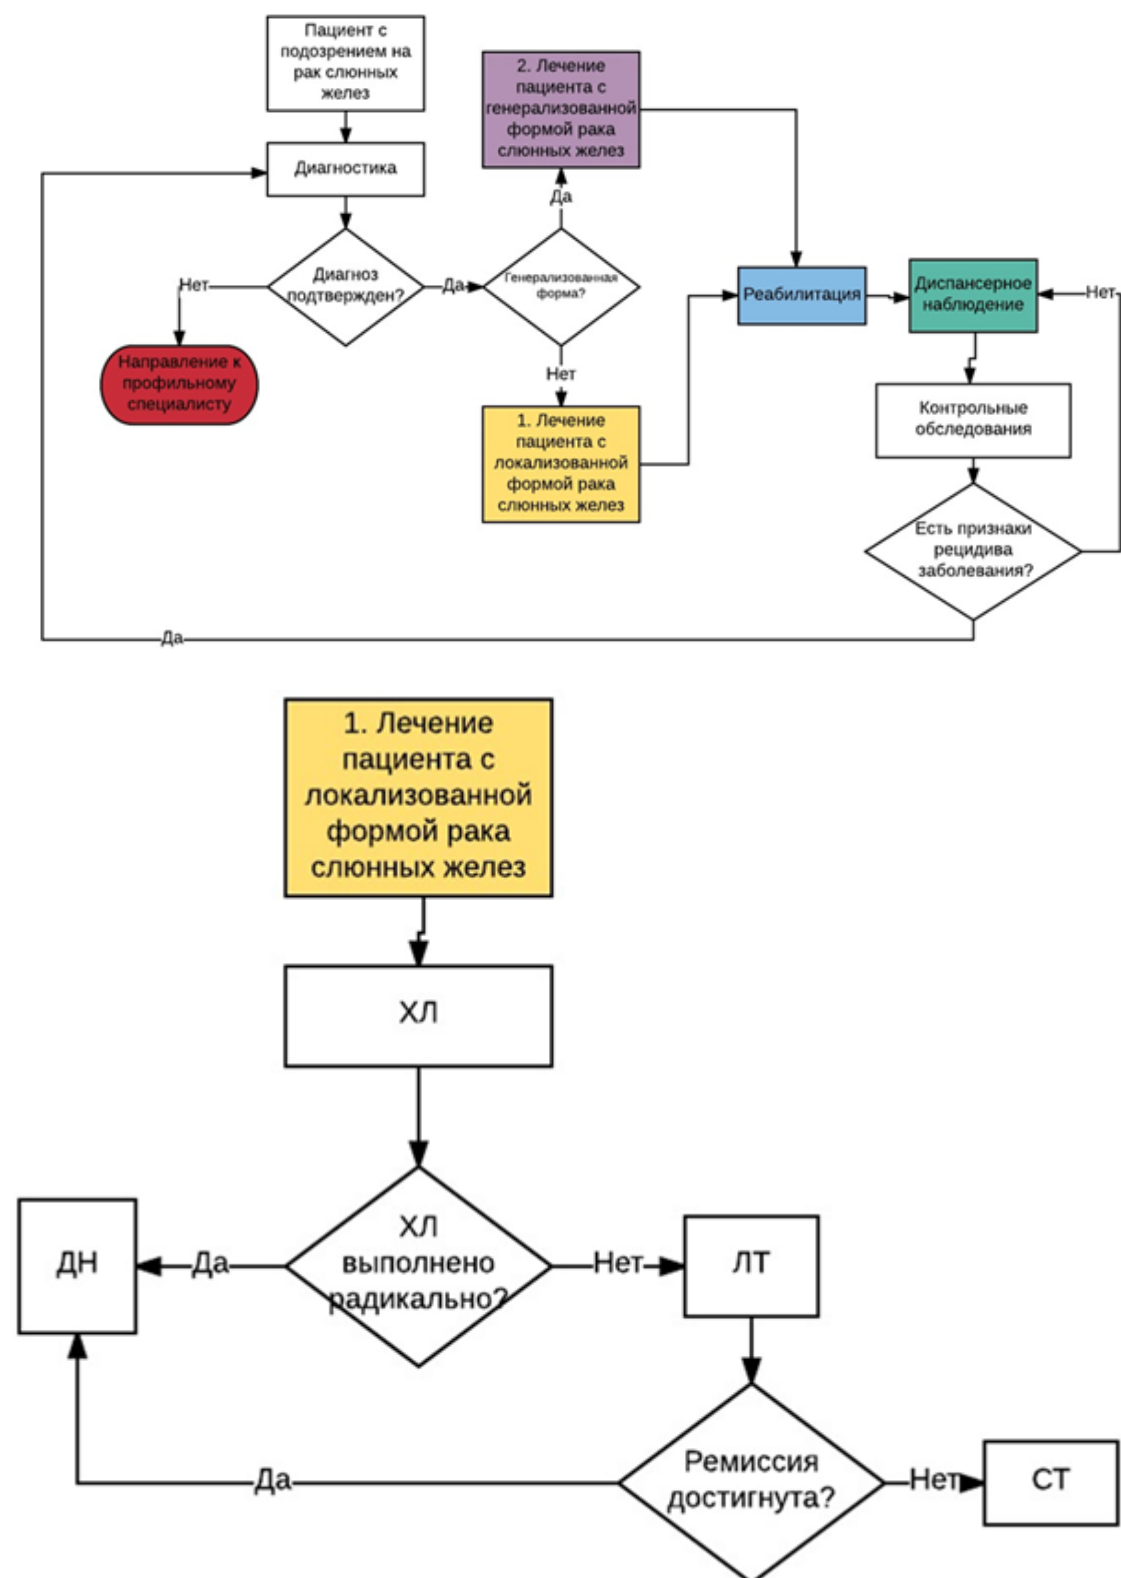 Пациент с
подозрением на
рак слюнных
желез
Диагностика
Диагноз
подтвержден?
Нет
Направление к
профильному
специалисту
Да
Генерализованная
форма?
Да
2. Лечение
пациента с
генерализованной
формой рака
слюнных желез
Нет
1. Лечение
пациента с
локализованной
формой рака
слюнных желез
Реабилитация
Диспансерное
наблюдение
Контрольные
обследования
Есть признаки
рецидива
заболевания?
Нет
Да
1. Лечение
пациента с
локализованной
формой рака
слюнных желез
ХЛ
ХЛ
выполнено
радикально?
Да
ДН
Нет
ЛТ
Ремиссия
достигнута?
Да
Нет
СТ